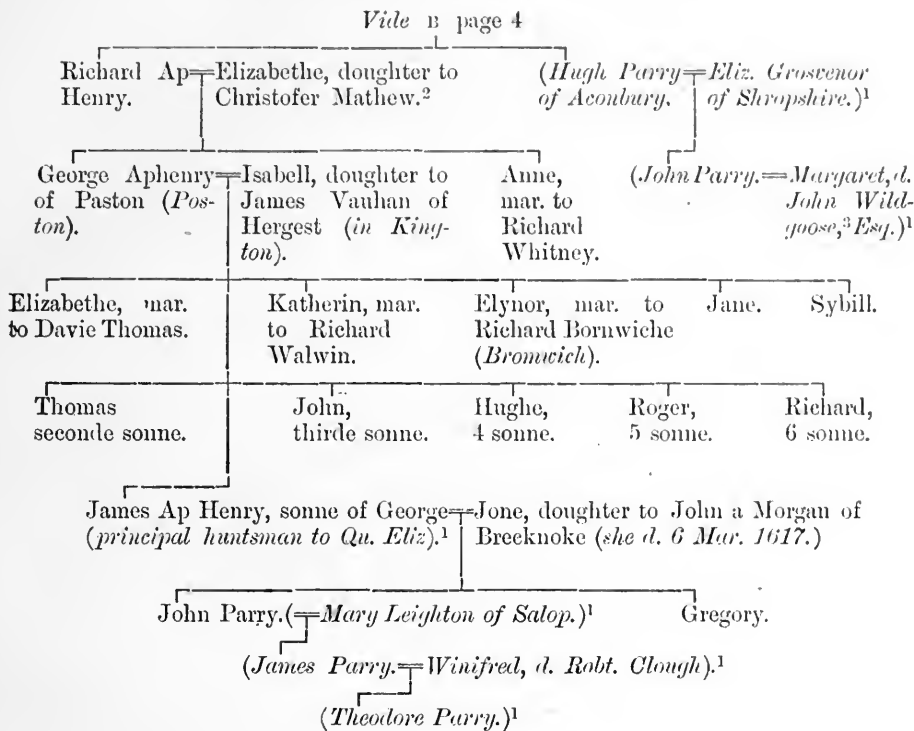 Vide B page 4
Richard Ap=Elizabethe, doughter to (Hugh Parry=Eliz. Grosvenor
Henry. Christofer Mathew.² of Aconbury. of Shropshire.)¹
George Aphenry=Isabell, doughter to Anne, (John Parry.=Margaret, d.
of Paston (Pos- James Vauhan of mar. to John Wild-
ton). Hergest (in King- Richard goose,³ Esq.)¹
ton). Whitney.
Elizabethe, mar. Katherin, mar. Elynor, mar. to Jane. Sybill.
to Davie Thomas. to Richard Richard Bornwiche
Walwin. (Bromwich).
Thomas John, Hughe, Roger, Richard,
seconde sonne. thirde sonne. 4 sonne. 5 sonne. 6 sonne.
James Ap Henry, sonne of George=Jone, doughter to John a Morgan of
(principal huntsman to Qu. Eliz).¹ Brecknoke (she d. 6 Mar. 1617.)
John Parry.(=Mary Leighton of Salop.)¹ Gregory.
(James Parry.=Winifred, d. Robt. Clough).¹
(Theodore Parry.)¹